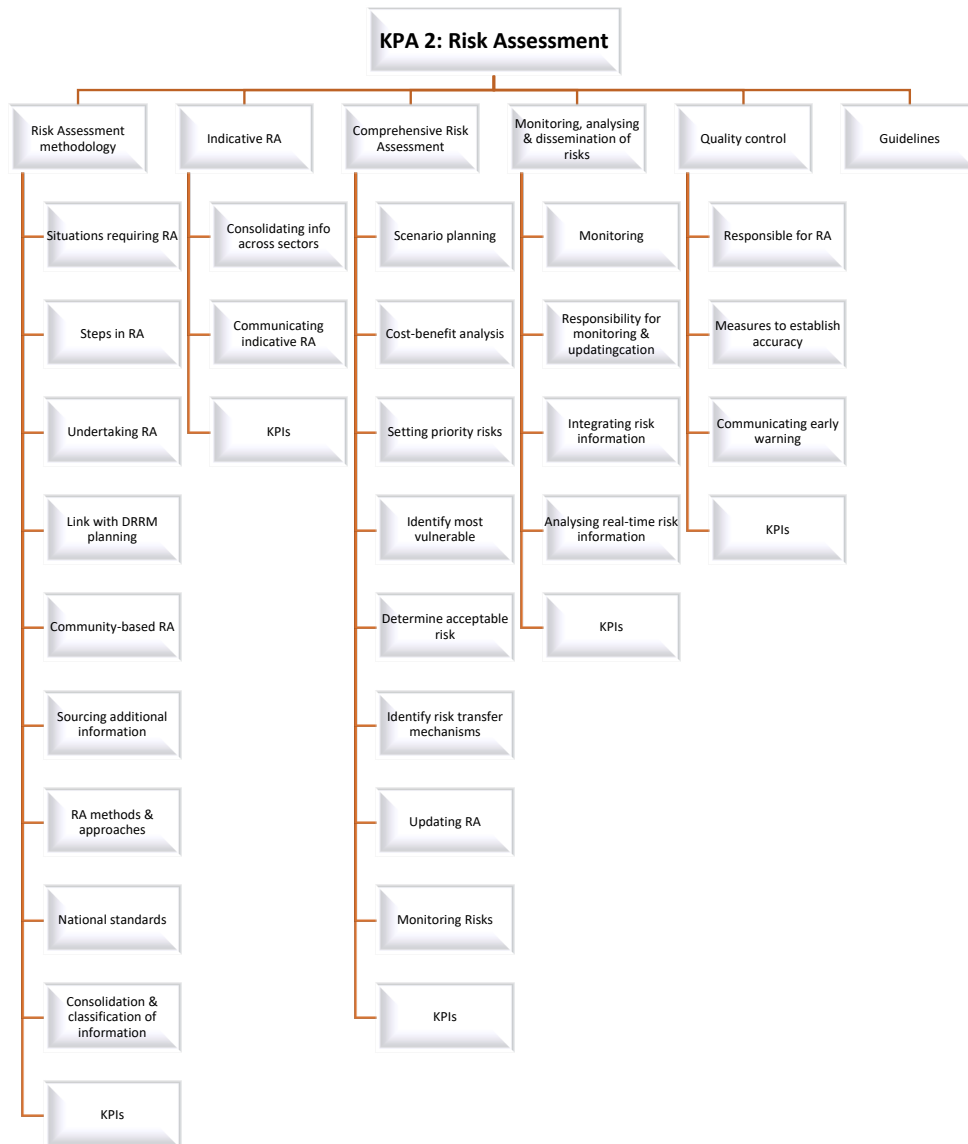 KPA 2: Risk Assessment
Risk Assessment
methodology
Situations requiring RA
Steps in RA
Undertaking RA
Link with DRRM
planning
Community-based RA
Sourcing additional
information
RA methods &
approaches
National standards
Consolidation &
classification of
information
KPIs
Indicative RA
Consolidating info
across sectors
Communicating
indicative RA
KPIs
Comprehensive Risk
Assessment
Scenario planning
Cost-benefit analysis
Setting priority risks
Identify most
vulnerable
Determine acceptable
risk
Identify risk transfer
mechanisms
Updating RA
Monitoring Risks
KPIs
Monitoring, analysing
& dissemination of
risks
Monitoring
Responsibility for
monitoring &
updatingcation
Integrating risk
information
Analysing real-time risk
information
KPIs
Quality control
Responsible for RA
Measures to establish
accuracy
Communicating early
warning
KPIs
Guidelines